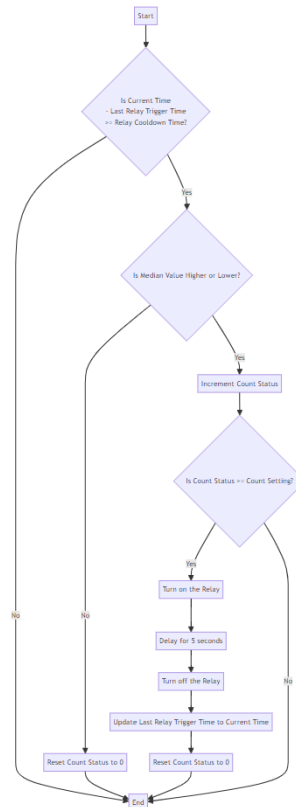 Start
Is Current Time
- Last Relay Trigger Time
>= Relay Cooldown Time?
Yes
Is Median Value Higher or Lower?
Yes
Increment Count Status
Is Count Status >= Count Setting?
Yes
Turn on the Relay
Delay for 5 seconds
No
No
Turn off the Relay
No
Update Last Relay Trigger Time to Current Time
Reset Count Status to 0
Reset Count Status to 0
End